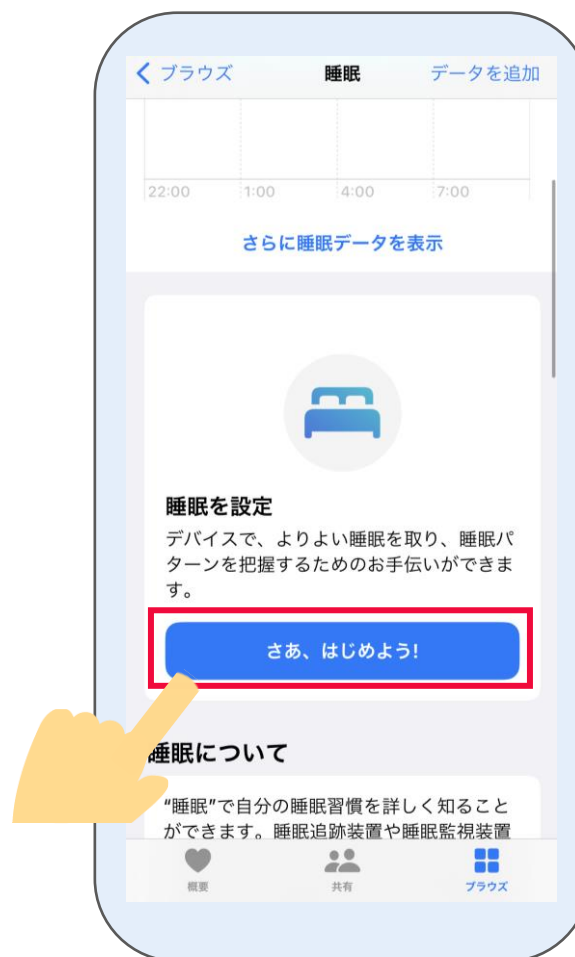 ブラウズ 睡眠 データを追加
22:00 1:00 4:00 7:00
さらに睡眠データを表示
睡眠を設定
デバイスで、よりよい睡眠を取り、睡眠パ
ターンを把握するためのお手伝いができま
す。
さあ、はじめよう!
睡眠について
“睡眠”で自分の睡眠習慣を詳しく知ること
ができます。睡眠追跡装置や睡眠監視装置
概要 共有 ブラウズ